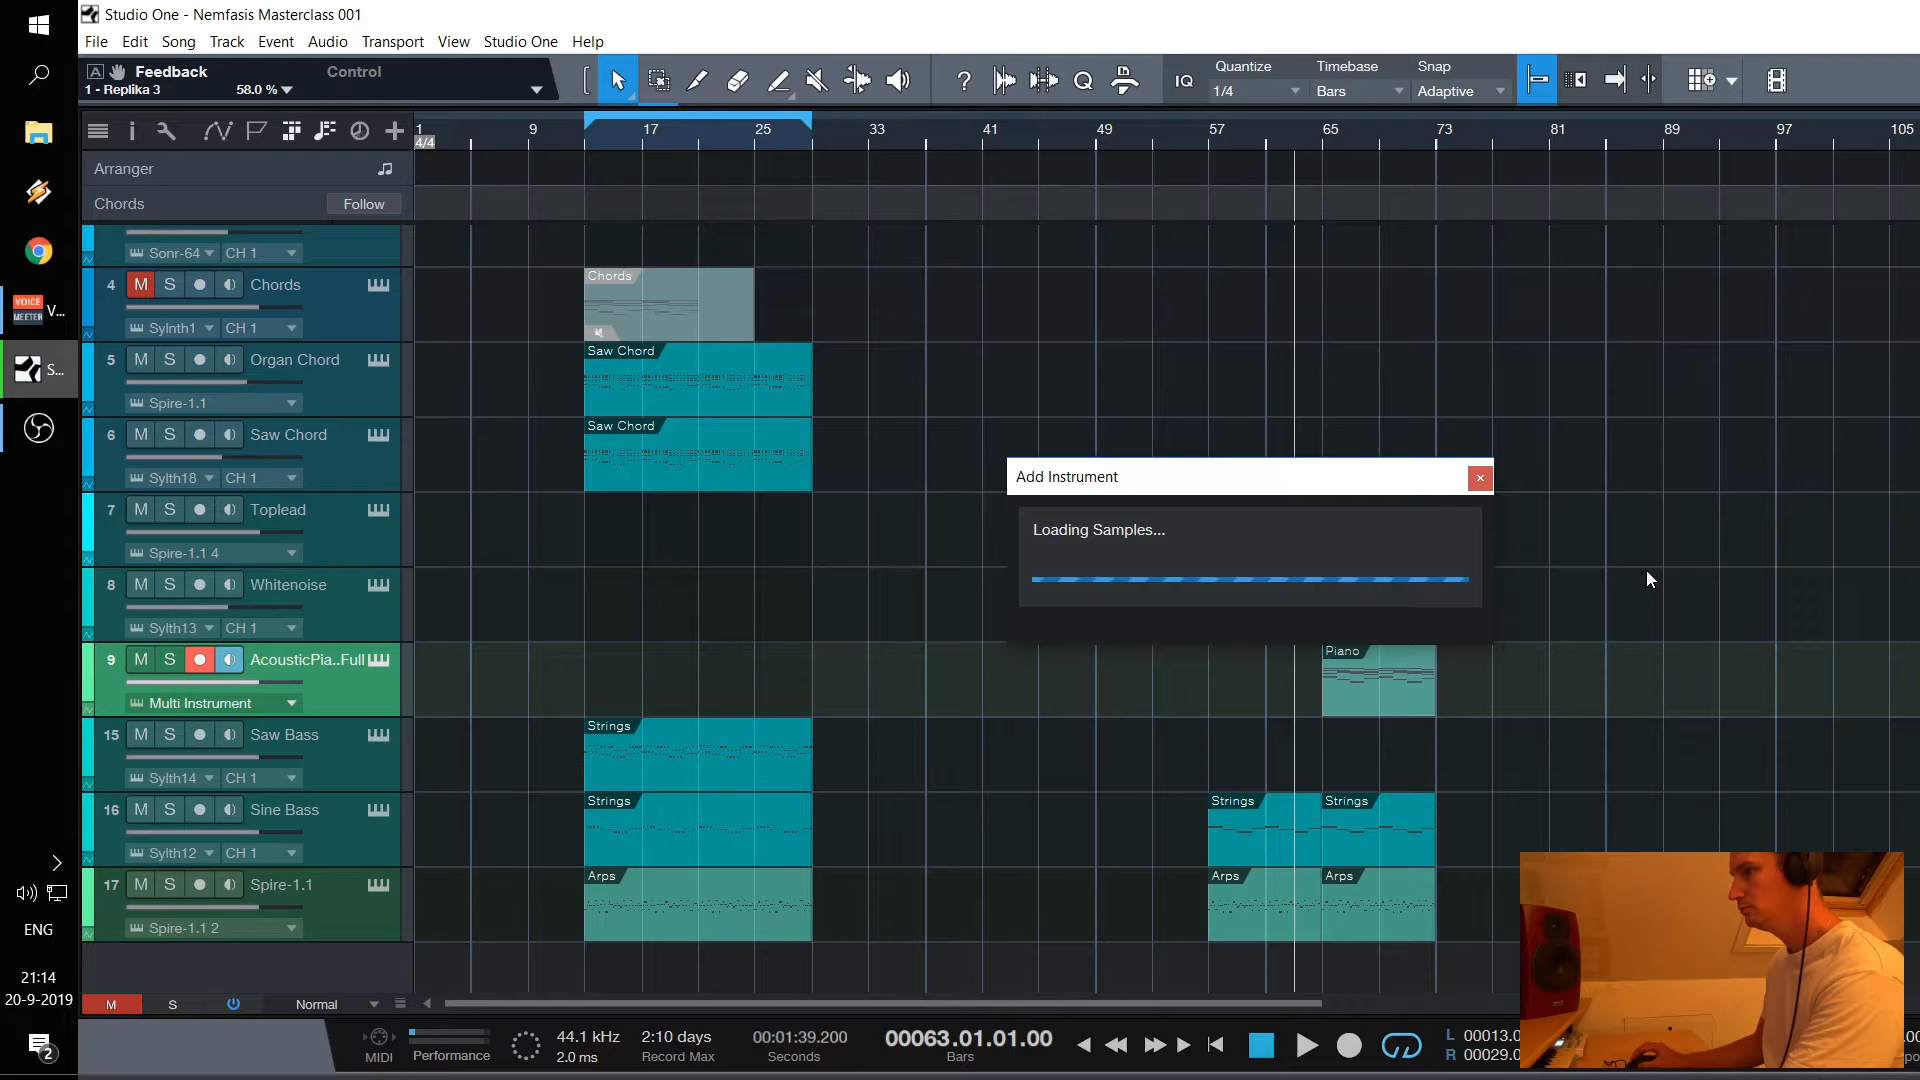 Studio One - Nemfasis Masterclass 001
File Edit Song Track Event Audio Transport View Studio One Help
A Feedback Control
1 - Replika 3 58.0 %
IQ Quantize Timebase Snap
1/4 Bars Adaptive
1 9 17 25 33 41 49 57 65 73 81 89 97 105
4/4
Arranger
Chords Follow
Sonr-64 CH 1
4 M S Chords
Sylnth1 CH 1
Chords
5 M S Organ Chord
Spire-1.1
Saw Chord
6 M S Saw Chord
Sylth18 CH 1
Saw Chord
7 M S Toplead
Spire-1.1 4
8 M S Whitenoise
Sylth13 CH 1
9 M S AcousticPia..Full
Multi Instrument
Piano
15 M S Saw Bass
Sylth14 CH 1
Strings
16 M S Sine Bass
Sylth12 CH 1
Strings Strings Strings
17 M S Spire-1.1
Spire-1.1 2
Arps Arps Arps
Add Instrument
Loading Samples...
VOICE
MEETER
V...
S...
ENG
21:14
20-9-2019
2
M S Normal
MIDI Performance
44.1 kHz 2:10 days 00:01:39.200 00063.01.01.00
2.0 ms Record Max Seconds Bars
L 00013.0
R 00029.0